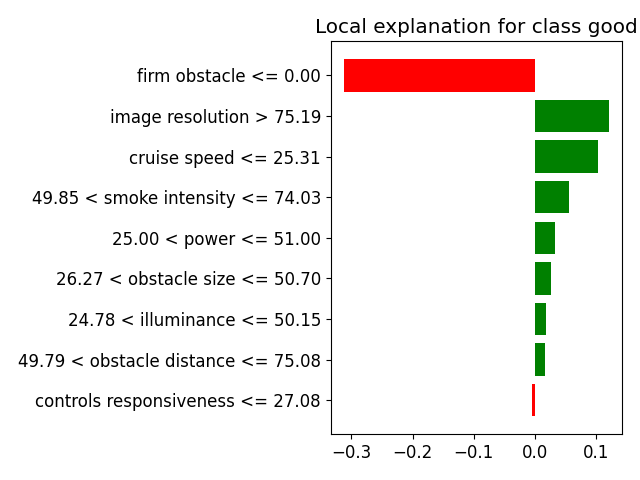 Local explanation for class good
firm obstacle <= 0.00
image resolution > 75.19
cruise speed <= 25.31
49.85 < smoke intensity <= 74.03
25.00 < power <= 51.00
26.27 < obstacle size <= 50.70
24.78 < illuminance <= 50.15
49.79 < obstacle distance <= 75.08
controls responsiveness <= 27.08
−0.3 −0.2 −0.1 0.0 0.1